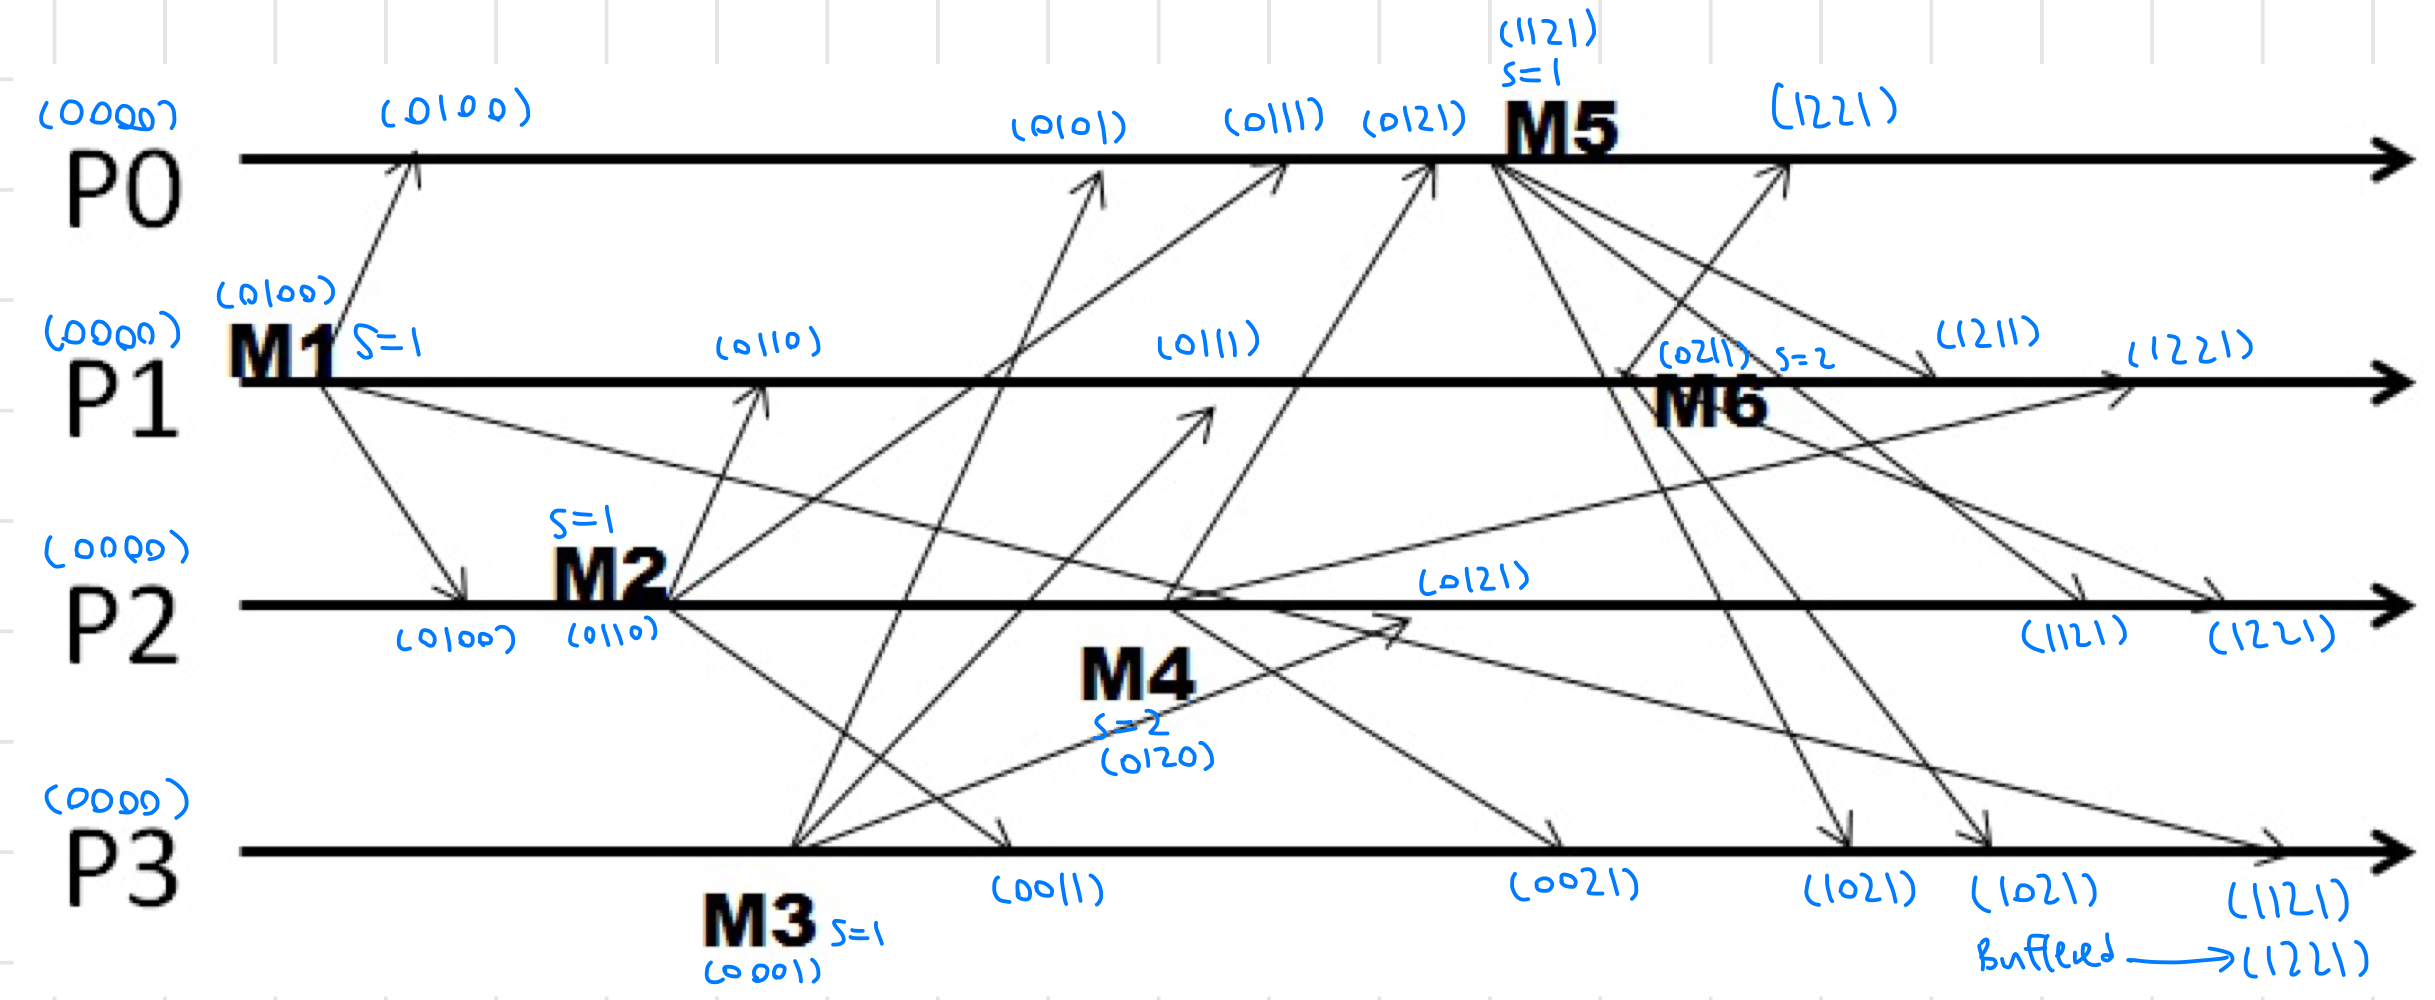 (1121)
S=1
(0000)
(0100)
(0101)
(0111)
(0121)
M5
(1221)
P0
(0100)
(0000)
M1
S=1
(0110)
(0111)
(0211)
S=2
(1211)
(1221)
P1
M6
S=1
(0000)
M2
(0121)
P2
(0100)
(0110)
(1121)
(1221)
M4
S=2
(0120)
(0000)
P3
(0011)
(0021)
(1021)
(1021)
(1121)
M3
S=1
(0001)
Buffered
(1221)